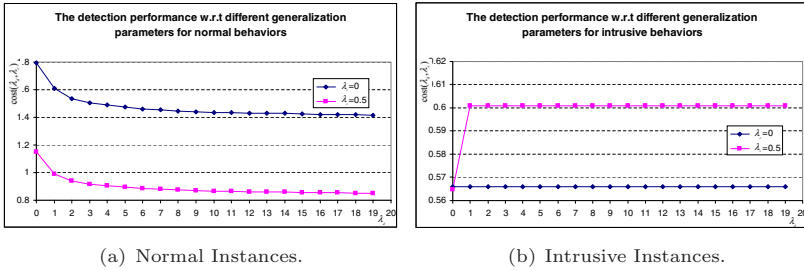 The detection performance w.r.t different generalization
parameters for normal behaviors
1.8
1.6
1.4
1.2
1
0.8
0 1 2 3 4 5 6 7 8 9 10 11 12 13 14 15 16 17 18 19 20
λ =0
λ =0.5
(a) Normal Instances.
The detection performance w.r.t different generalization
parameters for intrusive behaviors
0.62
0.61
0.6
0.59
0.58
0.57
0.56
0 1 2 3 4 5 6 7 8 9 10 11 12 13 14 15 16 17 18 19 20
λ =0
λ =0.5
(b) Intrusive Instances.